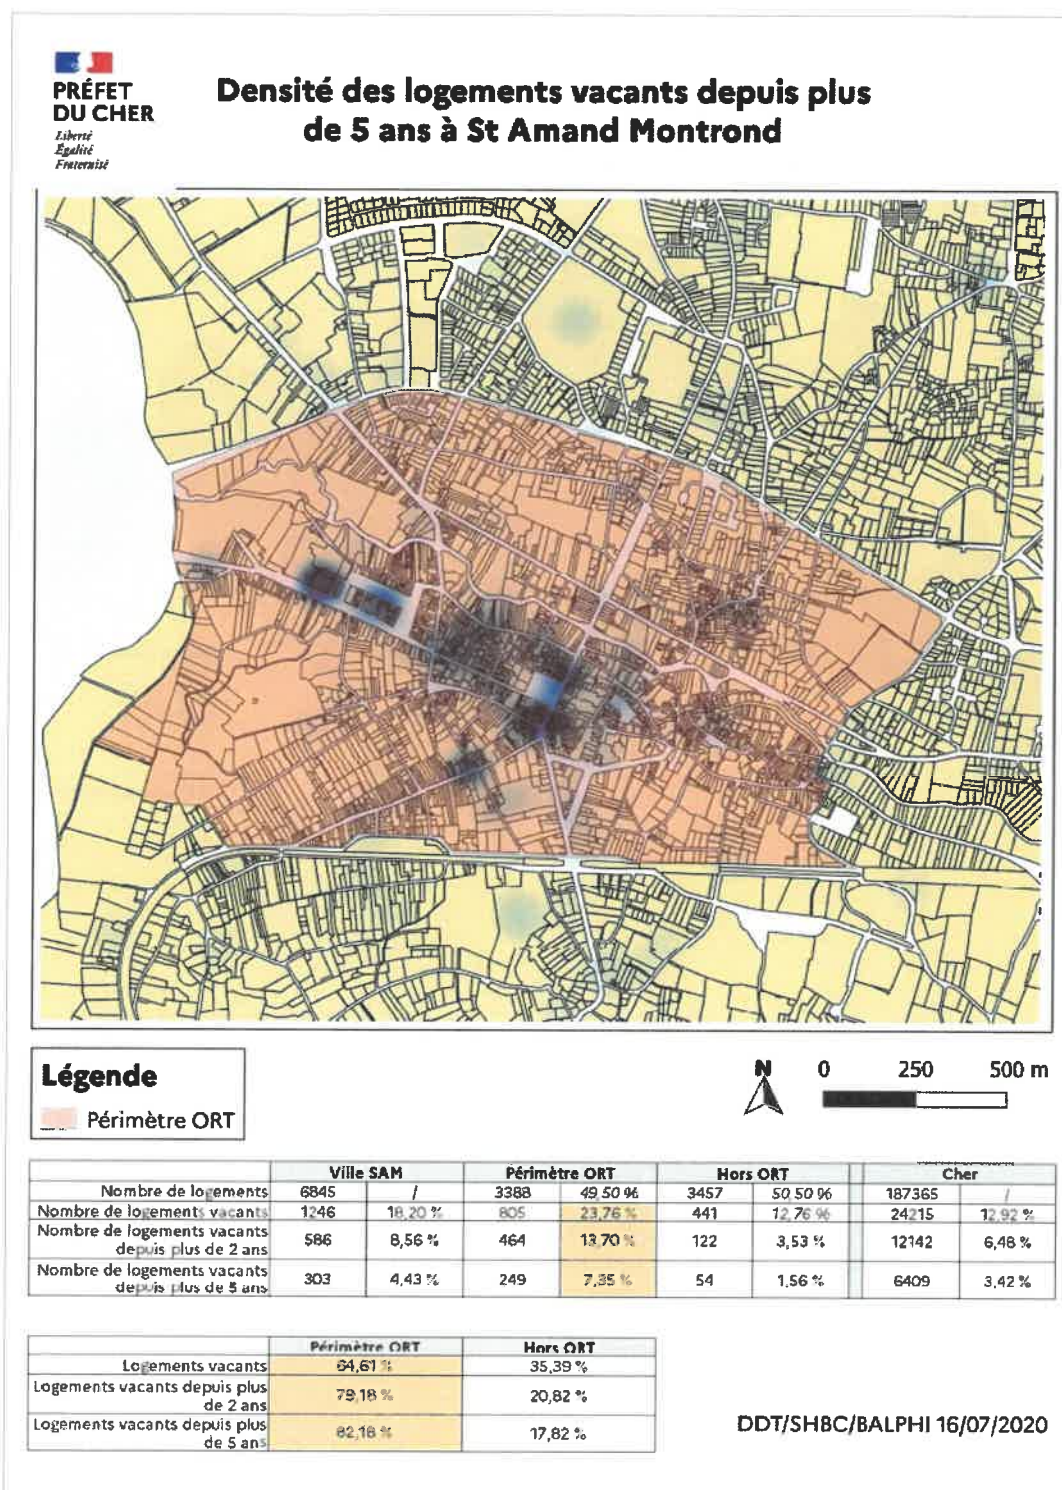 PRÉFET
DU CHER
Liberté
Égalité
Fraternité
Densité des logements vacants depuis plus
de 5 ans à St Amand Montrond
Légende
Périmètre ORT
N
0 250 500 m
Ville SAM Périmètre ORT Hors ORT Cher
Nombre de logements 6845 / 3388 49,50 % 3457 50,50 % 187365 /
Nombre de logements vacants 1246 18,20 % 805 23,76 % 441 12,76 % 24215 12,92 %
Nombre de logements vacants
depuis plus de 2 ans 586 8,56 % 464 13,70 % 122 3,53 % 12142 6,48 %
Nombre de logements vacants
depuis plus de 5 ans 303 4,43 % 249 7,35 % 54 1,56 % 6409 3,42 %
Périmètre ORT Hors ORT
Logements vacants 64,61 % 35,39 %
Logements vacants depuis plus
de 2 ans 79,18 % 20,82 %
Logements vacants depuis plus
de 5 ans 82,18 % 17,82 %
DDT/SHBC/BALPHI 16/07/2020